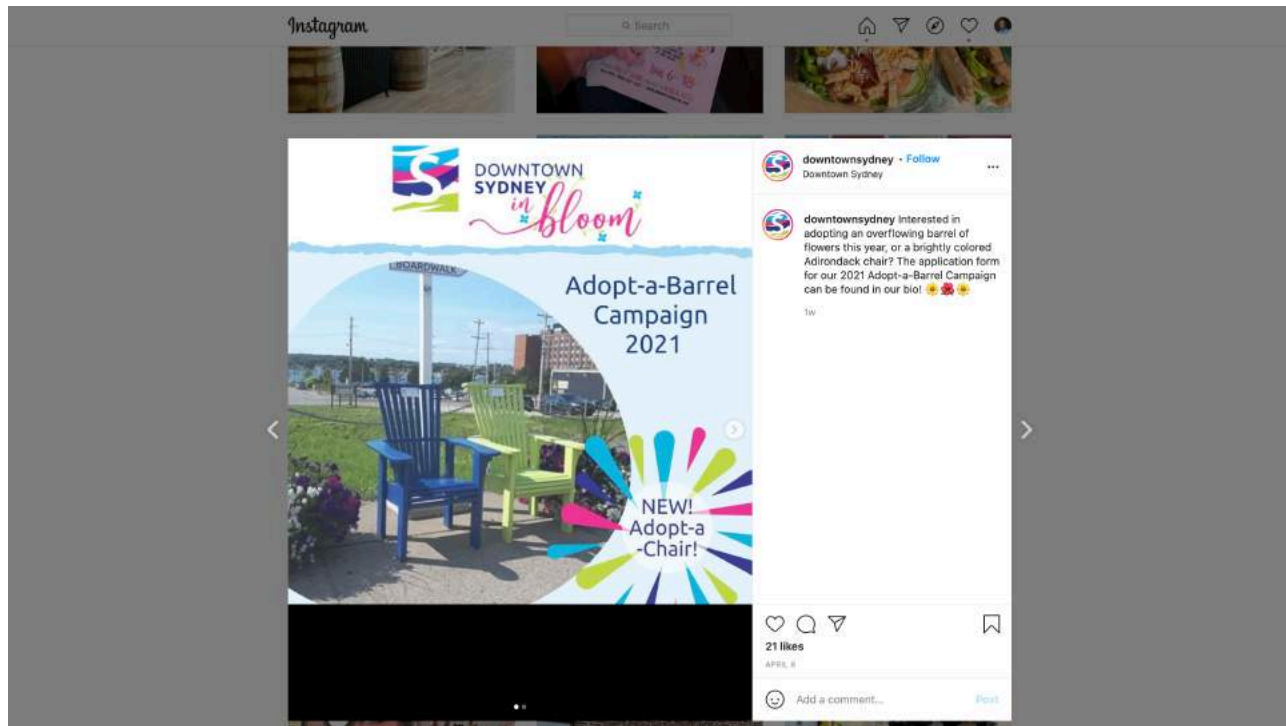 Instagram
Search
DOWNTOWN
SYDNEY
in bloom
BOARDWALK
Adopt-a-Barrel
Campaign
2021
NEW!
Adopt-a
-Chair!
downtownsydney • Follow
Downtown Sydney
downtownsydney Interested in
adopting an overflowing barrel of
flowers this year, or a brightly colored
Adirondack chair? The application form
for our 2021 Adopt-a-Barrel Campaign
can be found in our bio! 🌼🌺🌼
1w
21 likes
Add a comment...
Post